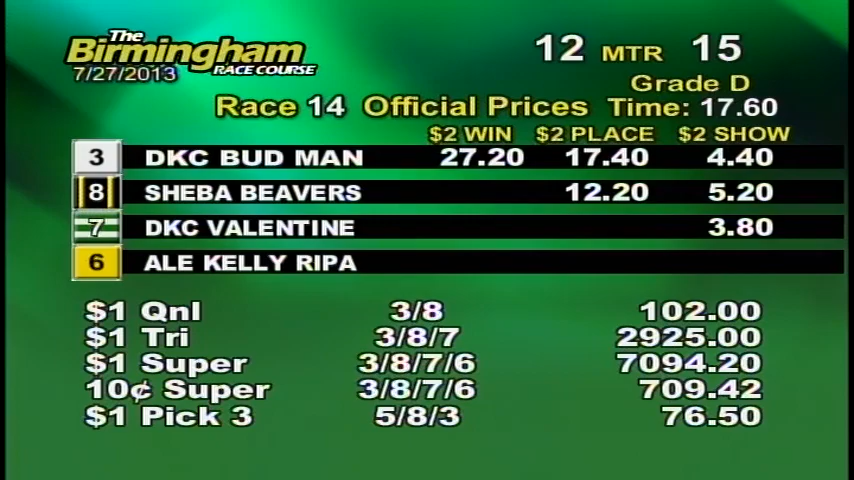 The
Birmingham
RACE COURSE
7/27/2013
12 MTR 15
Grade D
Race 14 Official Prices Time: 17.60
$2 WIN $2 PLACE $2 SHOW
3 DKC BUD MAN 27.20 17.40 4.40
8 SHEBA BEAVERS 12.20 5.20
7 DKC VALENTINE 3.80
6 ALE KELLY RIPA
$1 Qnl 3/8 102.00
$1 Tri 3/8/7 2925.00
$1 Super 3/8/7/6 7094.20
10¢ Super 3/8/7/6 709.42
$1 Pick 3 5/8/3 76.50